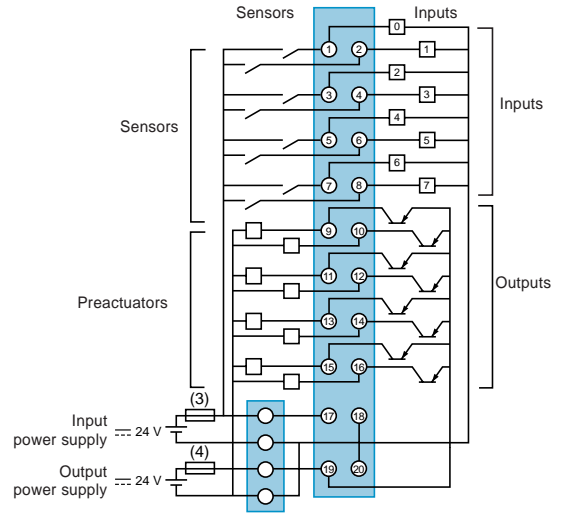 Sensors Inputs
0
1 2 1
2
3 4 3
Sensors
Inputs
4
5 6 5
6
7 8 7
9 10
11 12
Preactuators
Outputs
13 14
15 16
(3)
Input
power supply
24 V
17 18
(4)
Output
power supply
24 V
19 20